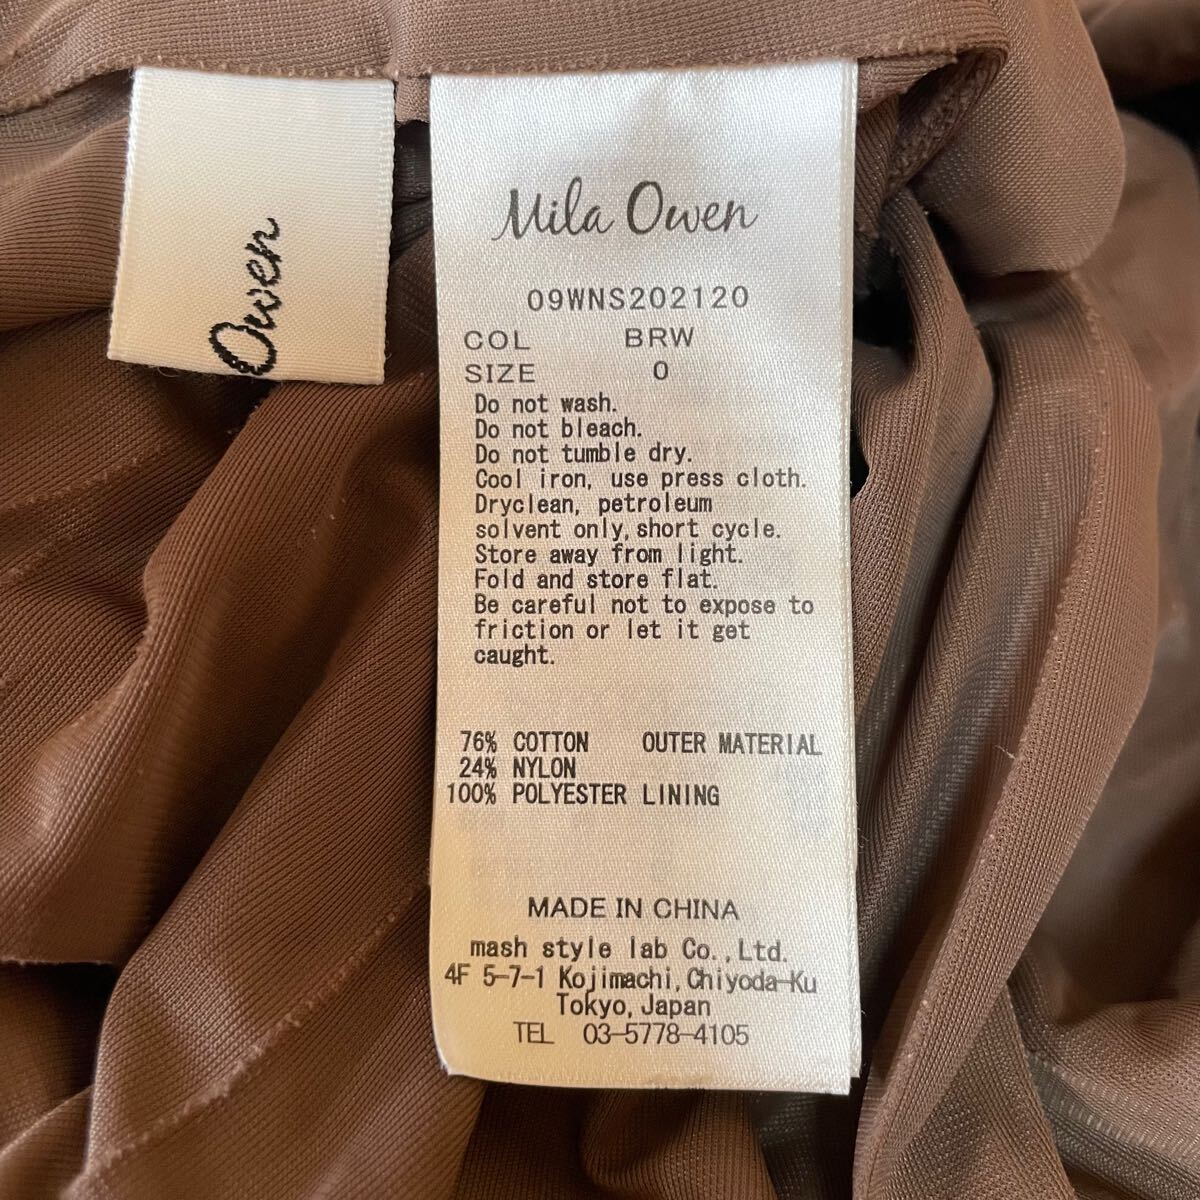 Owen
Mila Owen
09WNS202120
COL BRW
SIZE 0
Do not wash.
Do not bleach.
Do not tumble dry.
Cool iron, use press cloth.
Dryclean, petroleum
solvent only, short cycle.
Store away from light.
Fold and store flat.
Be careful not to expose to
friction or let it get
caught.
76% COTTON OUTER MATERIAL
24% NYLON
100% POLYESTER LINING
MADE IN CHINA
mash style lab Co., Ltd.
4F 5-7-1 Kojimachi, Chiyoda-Ku
Tokyo, Japan
TEL 03-5778-4105